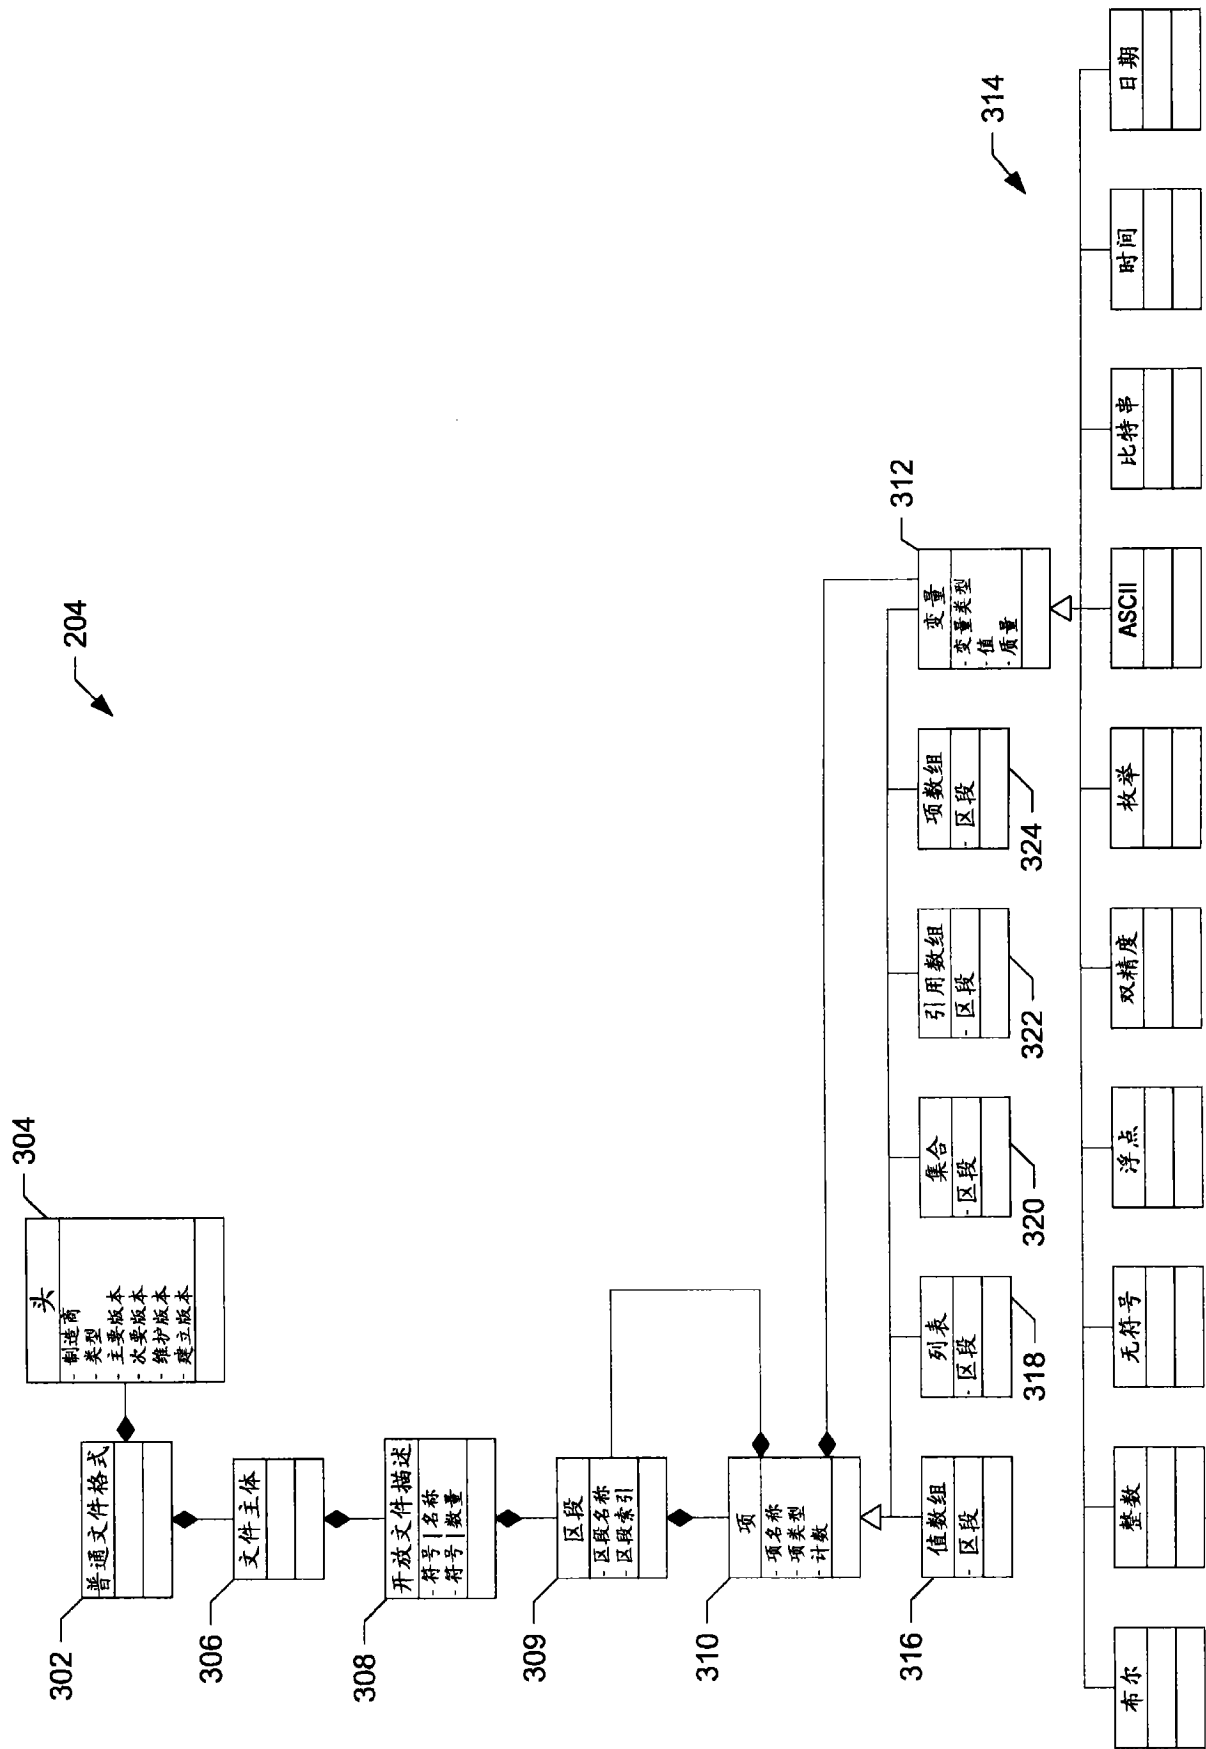 204
302
普通文件格式
304
头
- 制造商
- 类型
- 主要版本
- 次要版本
- 维护版本
- 建立版本
306
文件主体
308
开放文件描述
- 符号|名称
- 符号|数量
309
区段
- 区段名称
- 区段索引
310
项
- 项名称
- 项类型
- 计数
316
值数组
- 区段
318
列表
- 区段
320
集合
- 区段
322
引用数组
- 区段
324
项数组
- 区段
312
变量
- 变量类型
- 值
- 质量
314
布尔
整数
无符号
浮点
双精度
枚举
ASCII
比特串
时间
日期